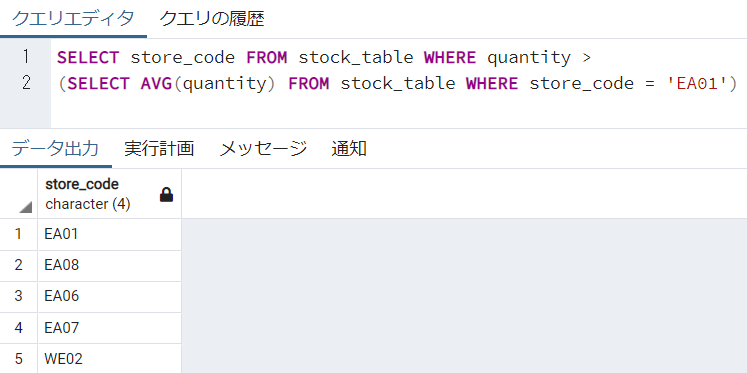 クエリエディタ クエリの履歴
1 SELECT store_code FROM stock_table WHERE quantity >
2 (SELECT AVG(quantity) FROM stock_table WHERE store_code = 'EA01')
データ出力 実行計画 メッセージ 通知
store_code
character (4)
1 EA01
2 EA08
3 EA06
4 EA07
5 WE02